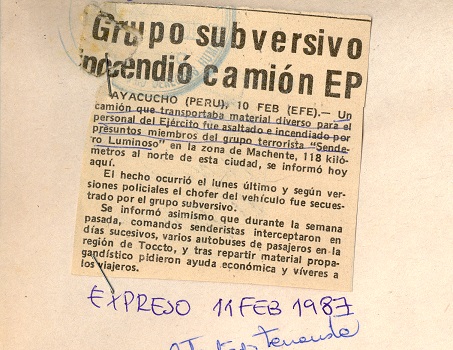 Grupo subversivo
incendió camión EP
AYACUCHO (PERU), 10 FEB (EFE).— Un
camión que transportaba material diverso para el
personal del Ejército fue asaltado e incendiado por
presuntos miembros del grupo terrorista "Sende-
ro Luminoso" en la zona de Machente, 118 kiló-
metros al norte de esta ciudad, se informó hoy
aquí.
El hecho ocurrió el lunes último y según ver-
siones policiales el chofer del vehículo fue secues-
trado por el grupo subversivo.
Se informó asimismo que durante la semana
pasada, comandos senderistas interceptaron en
días sucesivos, varios autobuses de pasajeros en la
región de Toccto, y tras repartir material propa-
gandístico pidieron ayuda económica y víveres a
los viajeros.
EXPRESO 11 FEB 1987